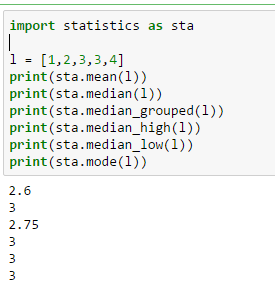 import statistics as sta
l = [1,2,3,3,4]
print(sta.mean(l))
print(sta.median(l))
print(sta.median_grouped(l))
print(sta.median_high(l))
print(sta.median_low(l))
print(sta.mode(l))
2.6
3
2.75
3
3
3